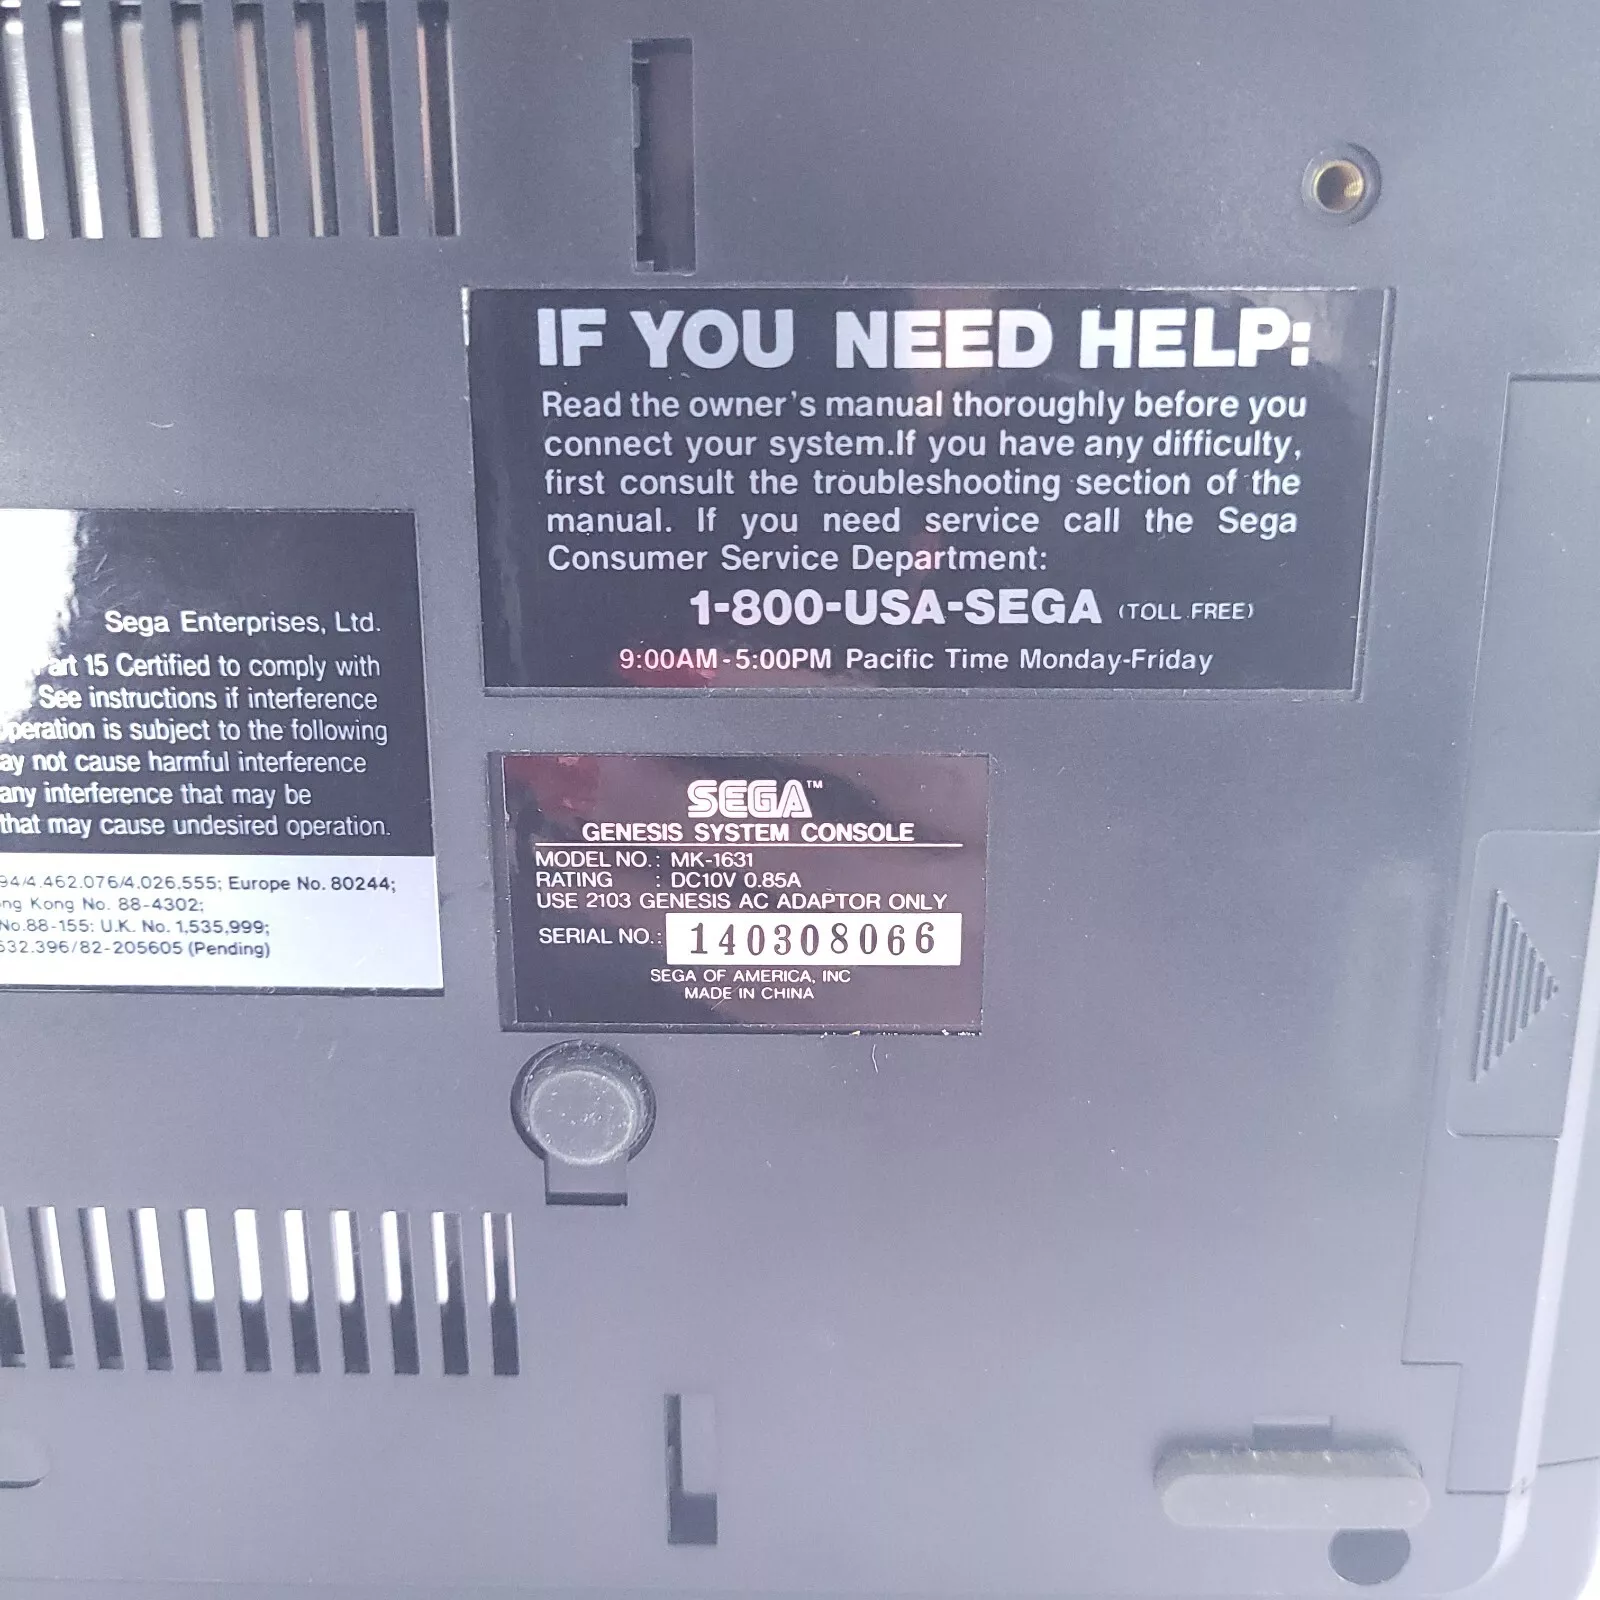 IF YOU NEED HELP:
Read the owner's manual thoroughly before you
connect your system.If you have any difficulty,
first consult the troubleshooting section of the
manual. If you need service call the Sega
Consumer Service Department:
1-800-USA-SEGA (TOLL FREE)
9:00AM-5:00PM Pacific Time Monday-Friday
Sega Enterprises, Ltd.
15 Certified to comply with
See instructions if interference
is subject to the following
not cause harmful interference
any interference that may be
that may cause undesired operation.
94/4.462.076/4.026.555; Europe No. 80244;
Kong No. 88-4302;
No.88-155: U.K. No. 1,535,999;
532.396/82-205605 (Pending)
SEGA™
GENESIS SYSTEM CONSOLE
MODEL NO.: MK-1631
RATING : DC10V 0.85A
USE 2103 GENESIS AC ADAPTOR ONLY
SERIAL NO.: 140308066
SEGA OF AMERICA, INC
MADE IN CHINA